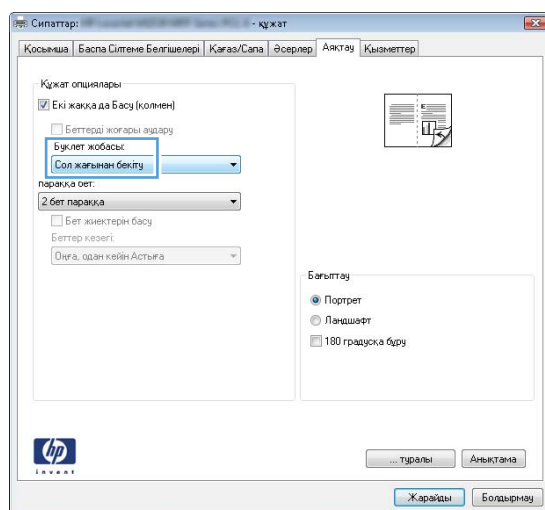 Сипаттар: - құжат
Қосымша Баспа Сілтеме Белгішелері Қағаз/Сапа Әсерлер Аяқтау Қызметтер
Құжат опциялары
Екі жаққа да Басу (қолмен)
Беттерді жоғары аудару
Буклет жобасы:
Сол жағынан бекіту
параққа бет:
2 бет параққа
Бет жиектерін басу
Беттер кезегі:
Оңға, одан кейін Астыға
Бағыттау
Портрет
Ландшафт
180 градусқа бұру
hp
invent
... туралы Анықтама
Жарайды Болдырмау